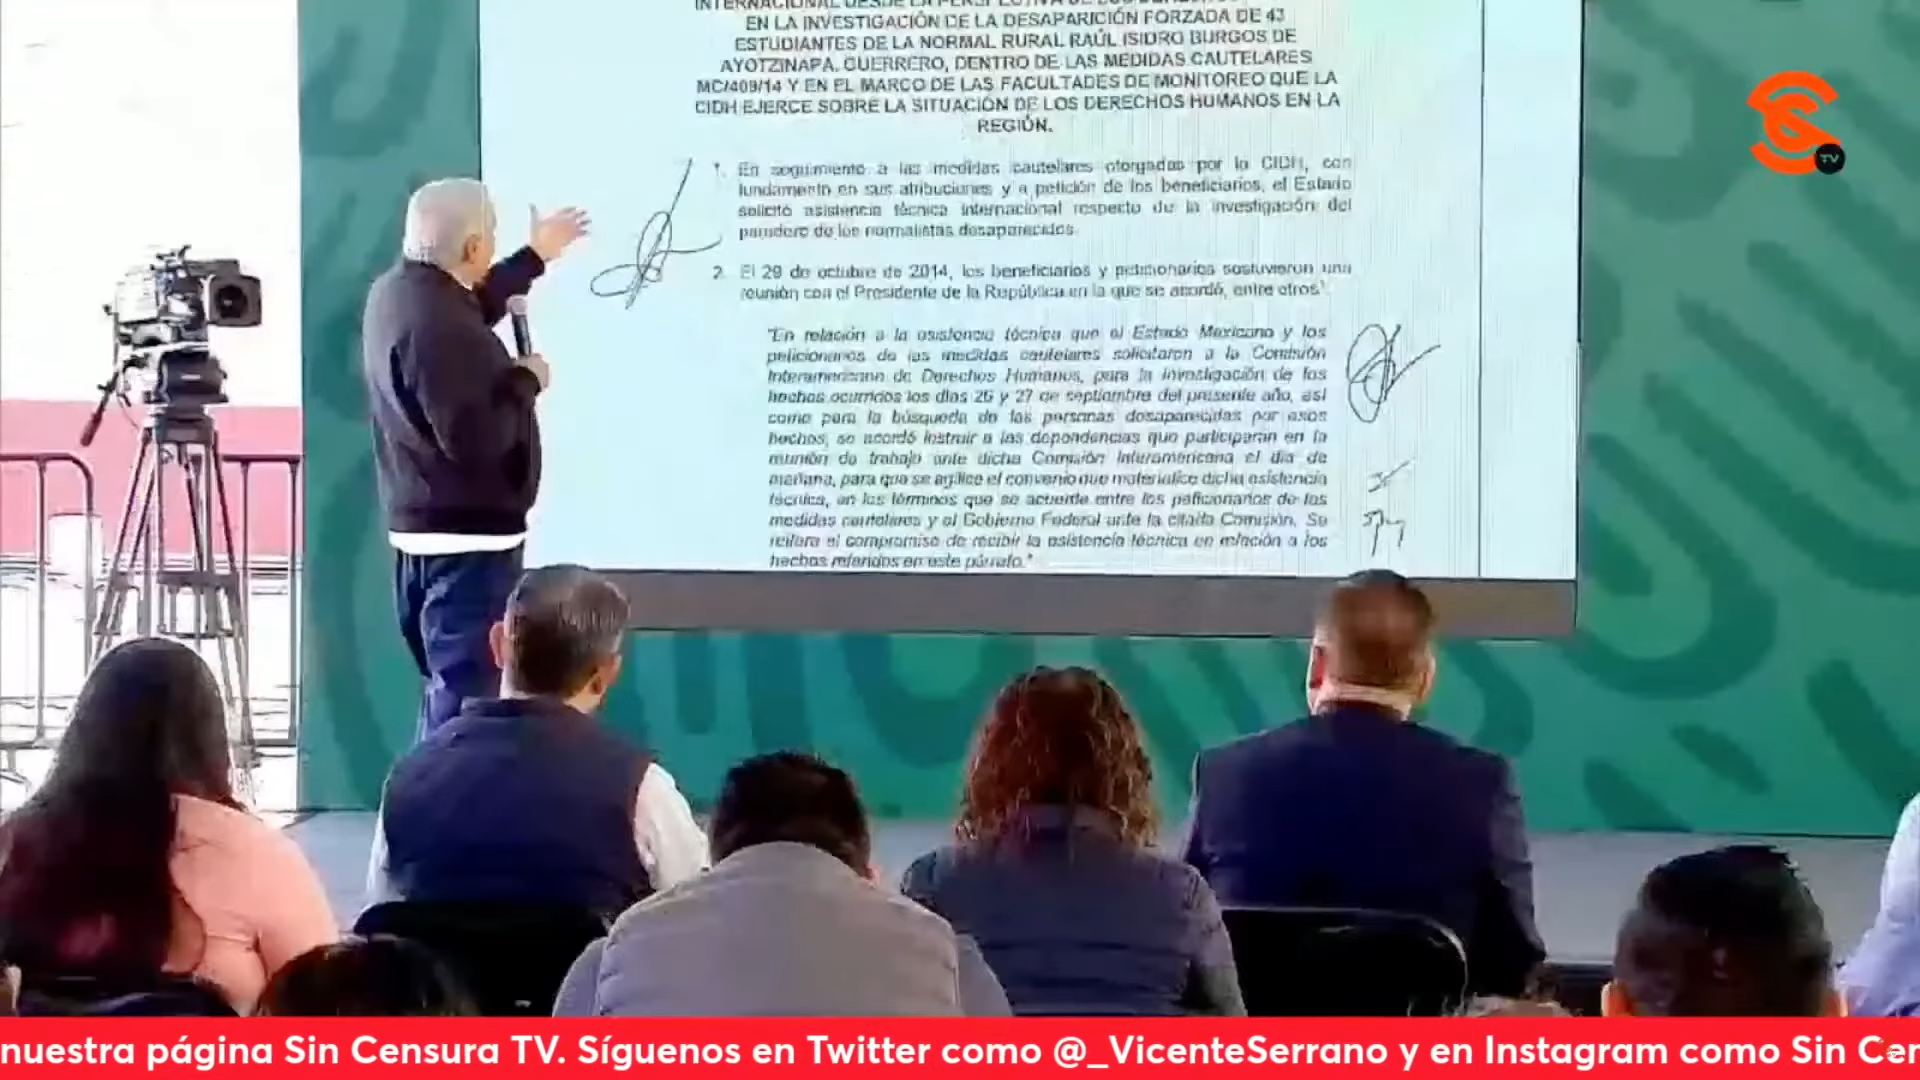 INTERNACIONAL DESDE LA PERSPECTIVA DE LOS DERECHOS
EN LA INVESTIGACIÓN DE LA DESAPARICIÓN FORZADA DE 43
ESTUDIANTES DE LA NORMAL RURAL RAÚL ISIDRO BURGOS DE
AYOTZINAPA, GUERRERO, DENTRO DE LAS MEDIDAS CAUTELARES
MC/409/14 Y EN EL MARCO DE LAS FACULTADES DE MONITOREO QUE LA
CIDH EJERCE SOBRE LA SITUACIÓN DE LOS DERECHOS HUMANOS EN LA
REGIÓN.
1. En seguimiento a las medidas cautelares otorgadas por la CIDH, con
fundamento en sus atribuciones y a petición de los beneficiarios, el Estado
solicitó asistencia técnica internacional respecto de la investigación del
paradero de los normalistas desaparecidos.
2. El 29 de octubre de 2014, los beneficiarios y peticionarios sostuvieron una
reunión con el Presidente de la República en la que se acordó, entre otros¹:
"En relación a la asistencia técnica que el Estado Mexicano y los
peticionarios de las medidas cautelares solicitaron a la Comisión
Interamericana de Derechos Humanos, para la investigación de los
hechos ocurridos los días 26 y 27 de septiembre del presente año, así
como para la búsqueda de las personas desaparecidas por esos
hechos, se acordó instruir a las dependencias que participaran en la
reunión de trabajo ante dicha Comisión Interamericana el día de
mañana, para que se agilice el convenio que materialice dicha asistencia
técnica, en los términos que se acuerde entre los peticionarios de las
medidas cautelares y el Gobierno Federal ante la citada Comisión. Se
reitera el compromiso de recibir la asistencia técnica en relación a los
hechos referidos en este párrafo."
TV
nuestra página Sin Censura TV. Síguenos en Twitter como @_VicenteSerrano y en Instagram como Sin Cen